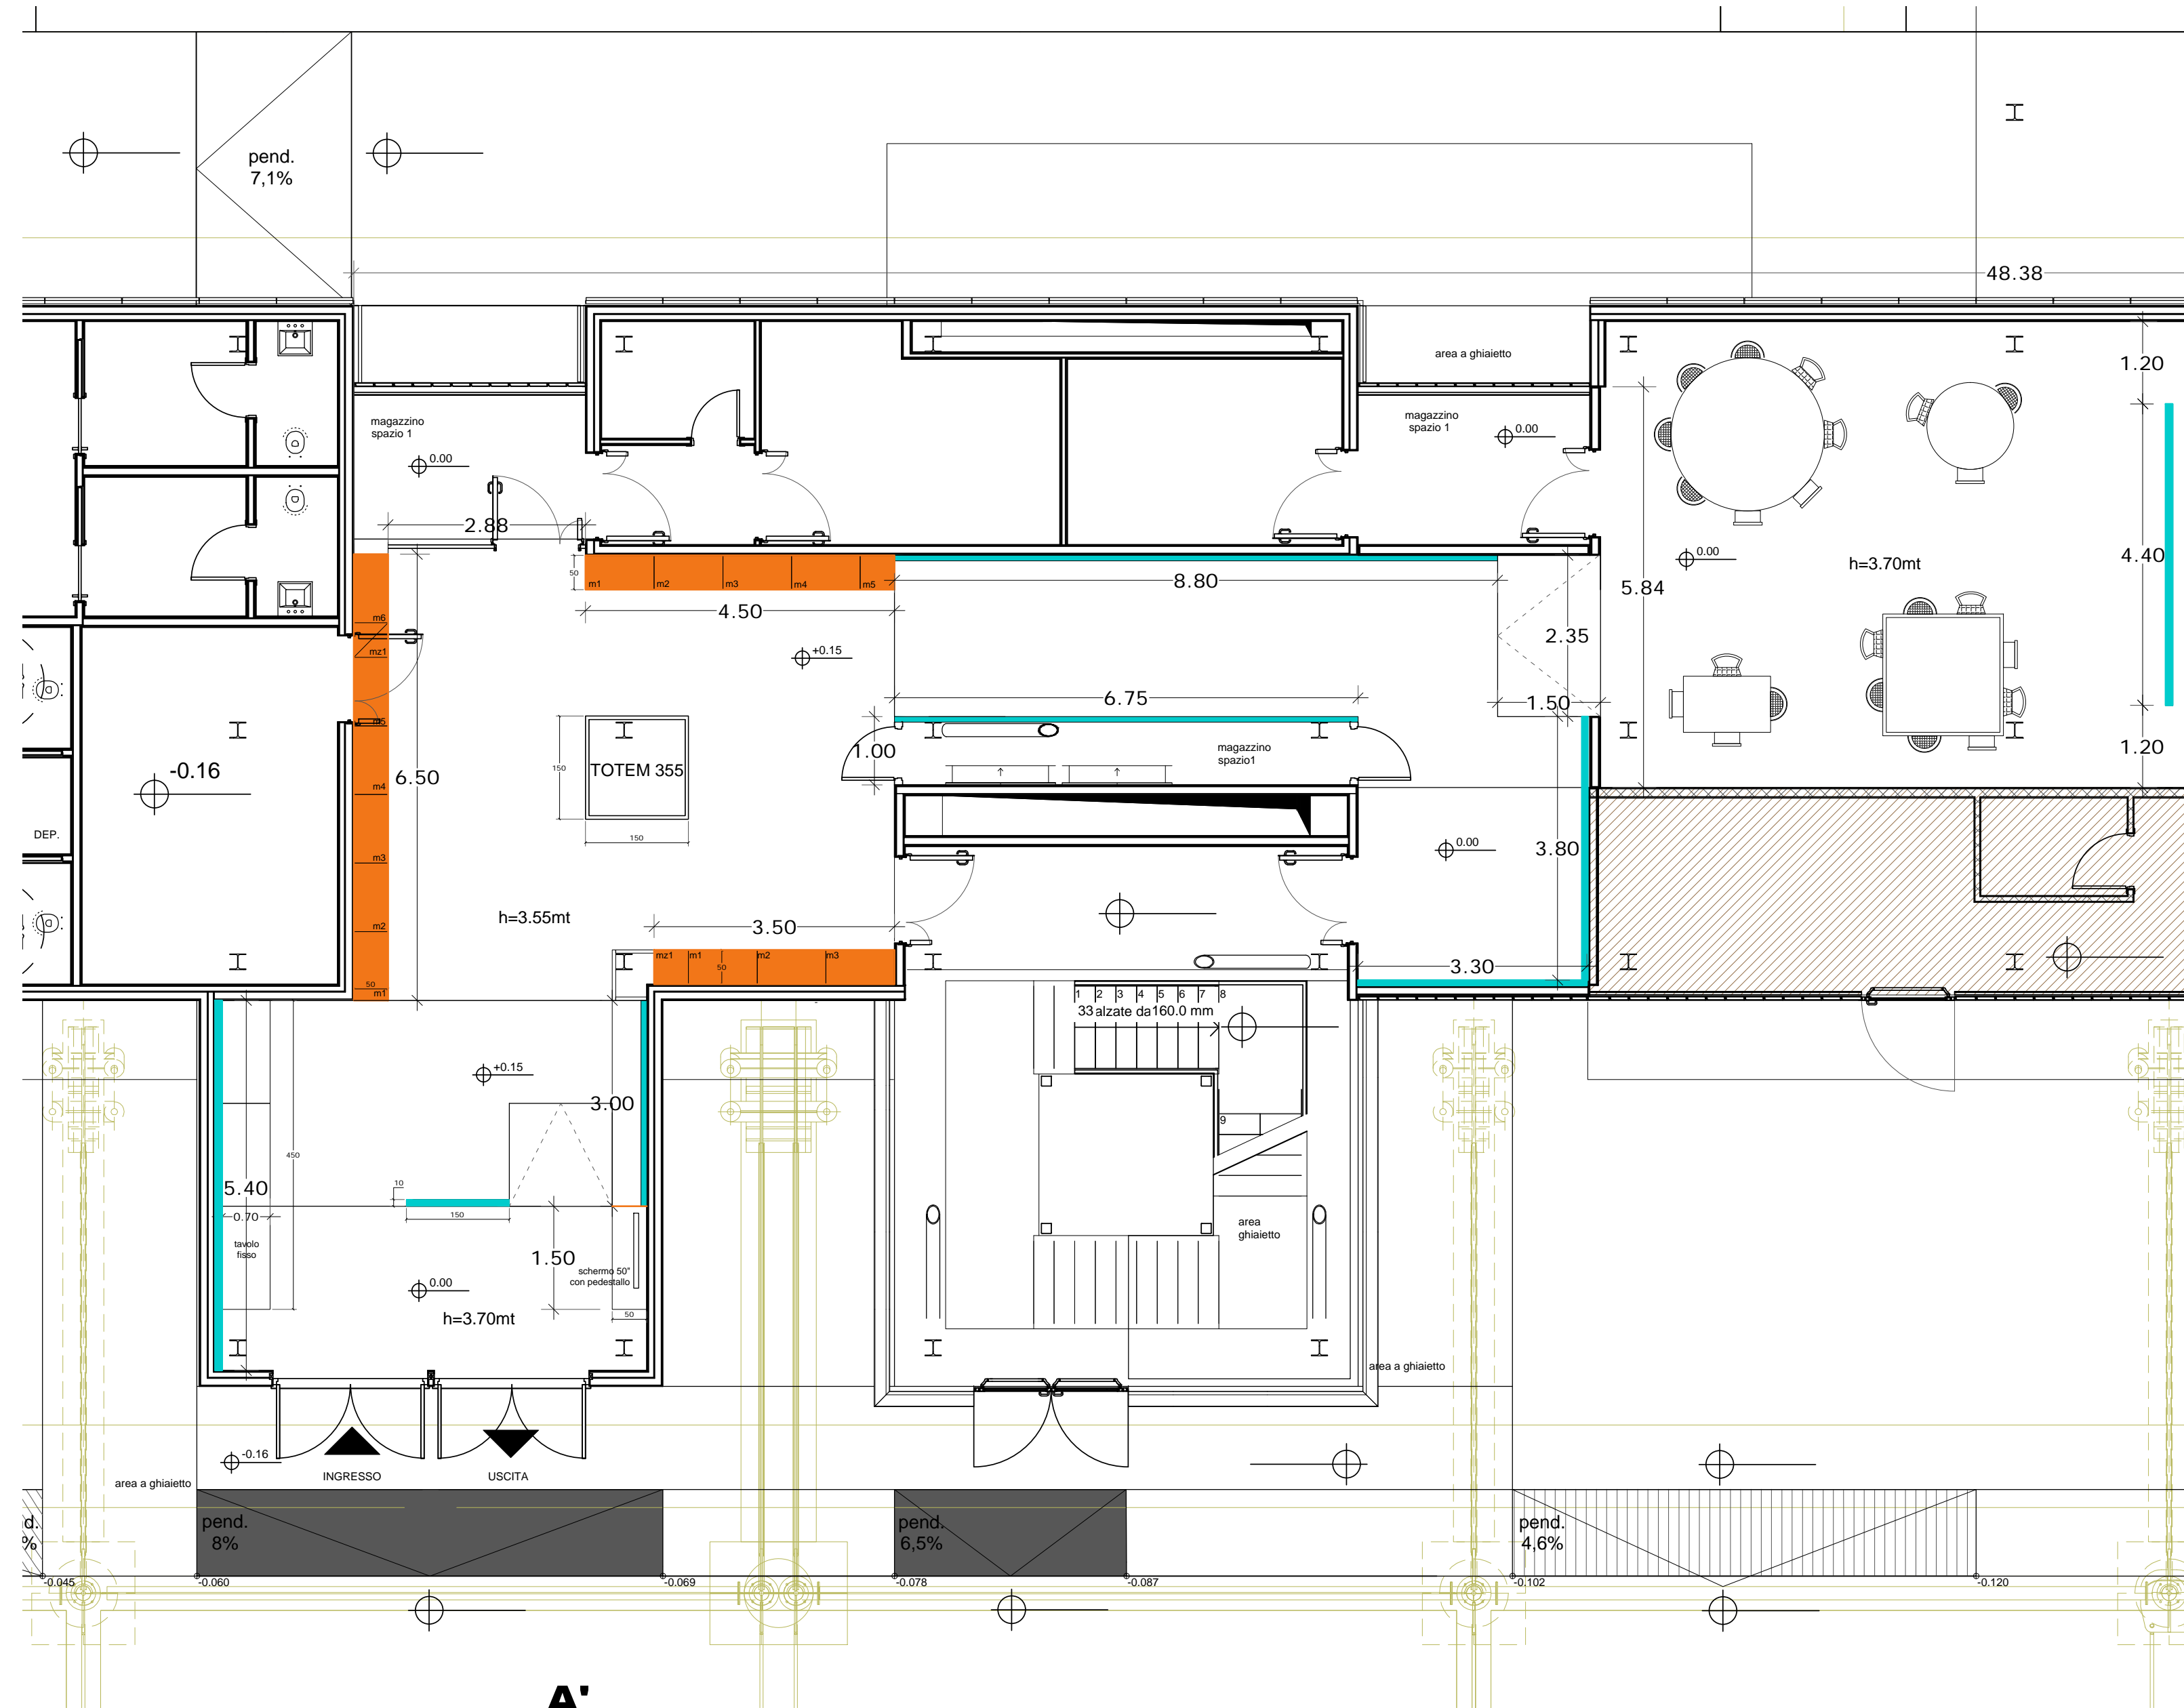 pend.
7,1%
48.38
area a ghiaietto
1.20
magazzino
spazio 1
0.00
magazzino
spazio 1
0.00
2.88
50
m1
m2
m3
m4
m5
8.80
4.50
0.00
h=3.70mt
4.40
5.84
m6
mz1
m5
+0.15
2.35
6.75
1.50
1.00
magazzino
spazio1
1.20
-0.16
6.50
150
TOTEM 355
m4
DEP.
150
m3
0.00
3.80
m2
h=3.55mt
3.50
mz1
m1
50
m2
m3
3.30
50
m1
1
2
3
4
5
6
7
8
33 alzate da 160.0 mm
+0.15
3.00
9
450
10
5.40
0.70
150
tavolo
fisso
1.50
schermo 50"
con pedestallo
area
ghiaietto
0.00
h=3.70mt
50
area a ghiaietto
-0.16
INGRESSO
USCITA
area a ghiaietto
d.
%
pend.
8%
pend.
6,5%
pend.
4,6%
-0.045
-0.060
-0.069
-0.078
-0.087
-0.102
-0.120
A'